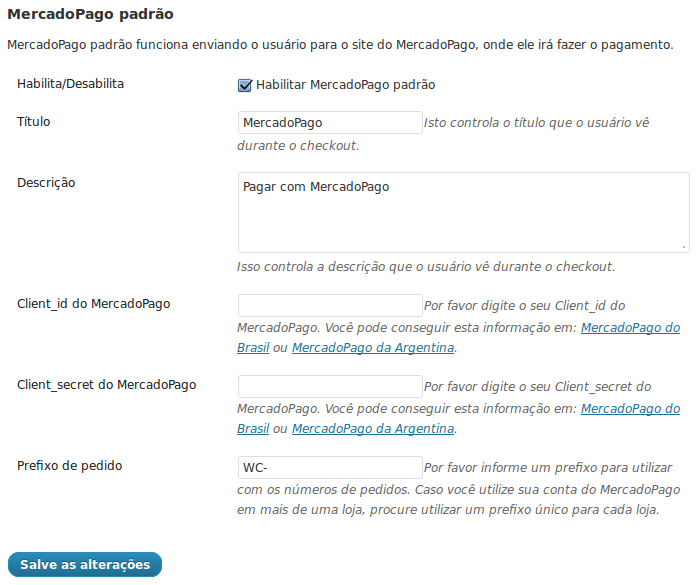 MercadoPago padrão
MercadoPago padrão funciona enviando o usuário para o site do MercadoPago, onde ele irá fazer o pagamento.
Habilita/Desabilita
Habilitar MercadoPago padrão
Título
MercadoPago Isto controla o título que o usuário vê
durante o checkout.
Descrição
Pagar com MercadoPago
Isso controla a descrição que o usuário vê durante o checkout.
Client_id do MercadoPago
Por favor digite o seu Client_id do
MercadoPago. Você pode conseguir esta informação em: MercadoPago do
Brasil ou MercadoPago da Argentina.
Client_secret do MercadoPago
Por favor digite o seu Client_secret do
MercadoPago. Você pode conseguir esta informação em: MercadoPago do
Brasil ou MercadoPago da Argentina.
Prefixo de pedido
WC- Por favor informe um prefixo para utilizar
com os números de pedidos. Caso você utilize sua conta do MercadoPago
em mais de uma loja, procure utilizar um prefixo único para cada loja.
Salve as alterações